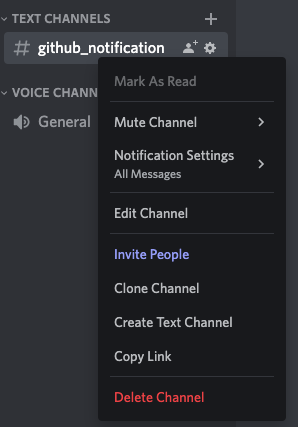 TEXT CHANNELS
# github_notification
Mark As Read
VOICE CHANN
Mute Channel
General
Notification Settings
All Messages
Edit Channel
Invite People
Clone Channel
Create Text Channel
Copy Link
Delete Channel